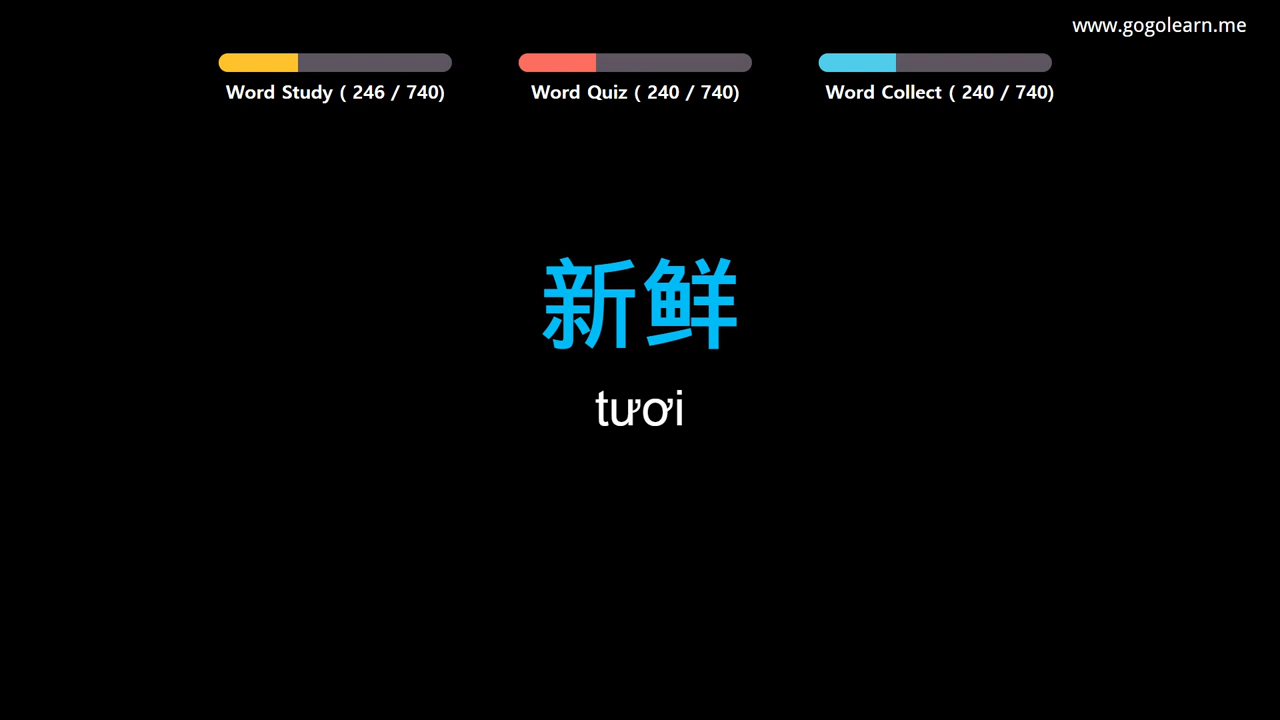 www.gogolearn.me
Word Study ( 246 / 740)
Word Quiz ( 240 / 740)
Word Collect ( 240 / 740)
新鲜
tươi